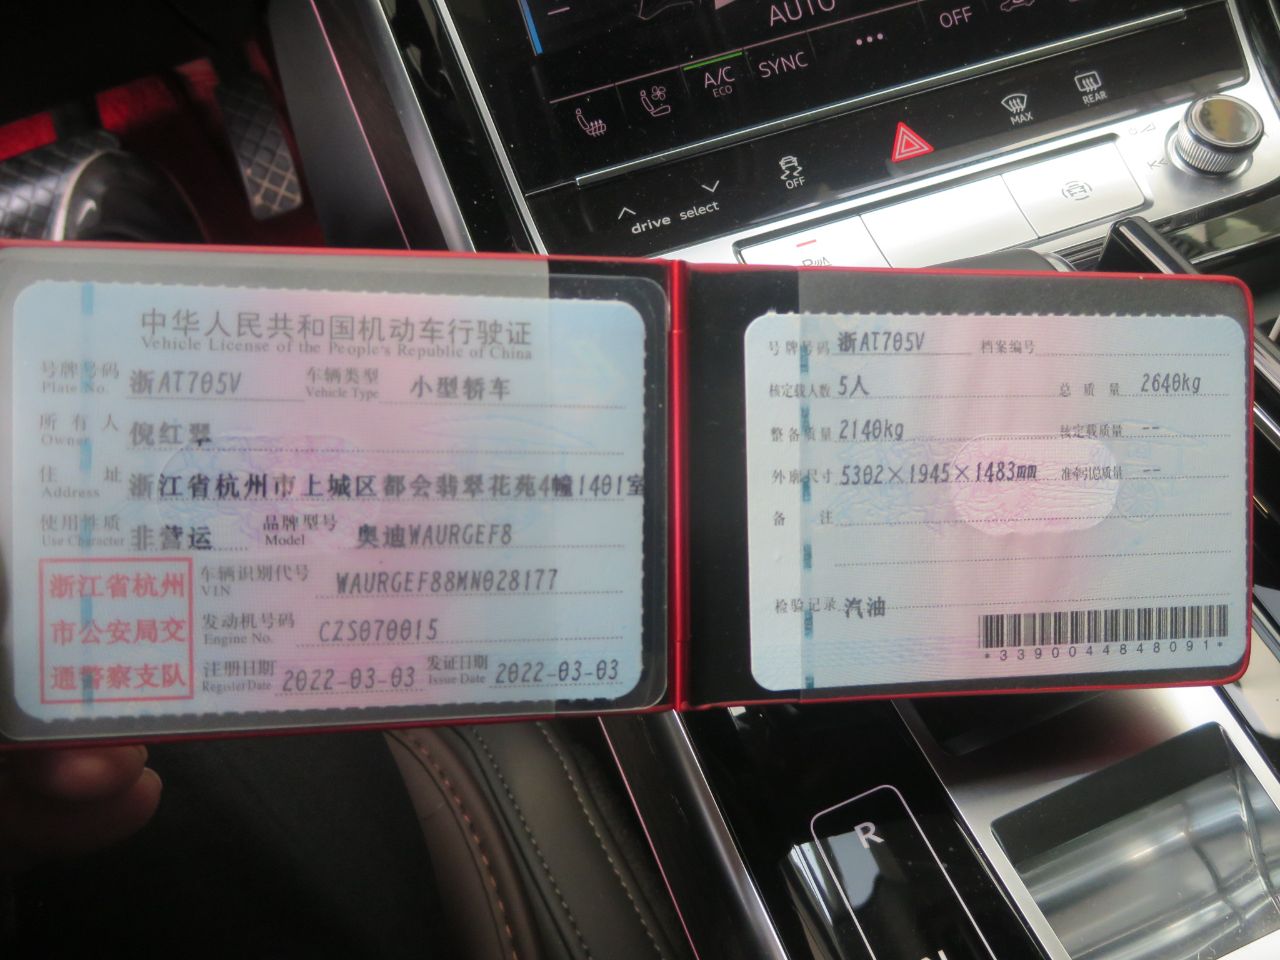 AUTO
OFF
A/C
ECO
SYNC
•••
MAX
REAR
OFF
drive select
中华人民共和国机动车行驶证
Vehicle License of the People's Republic of China
号牌号码 浙AT705V 车辆类型 小型轿车
Plate No. Vehicle Type
所有人 倪红翠
Owner
住址 浙江省杭州市上城区都会翡翠花苑4幢1401室
Address
使用性质 非营运 品牌型号 奥迪WAURGEF8
Use Character Model
浙江省杭州
市公安局交
通警察支队
车辆识别代号 WAURGEF88MN028177
VIN
发动机号码 CZS070015
Engine No.
注册日期 2022-03-03 发证日期 2022-03-03
Register Date Issue Date
号牌号码 浙AT705V 档案编号
核定载人数 5人 总质量 2640kg
整备质量 2140kg 核定载质量 --
外廓尺寸 5302×1945×1483mm 准牵引总质量 --
备注
检验记录 汽油
*3390044848091*
R